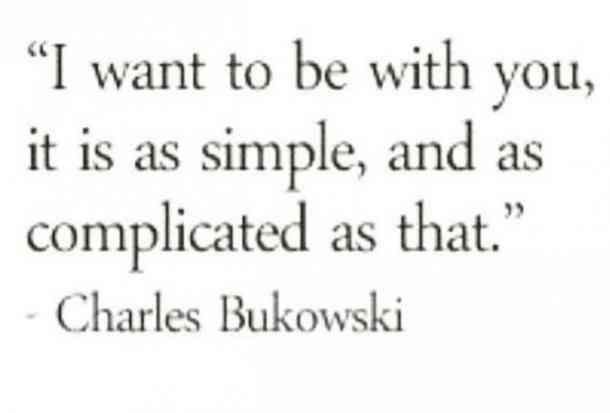 “I want to be with you,
it is as simple, and as
complicated as that.”
- Charles Bukowski